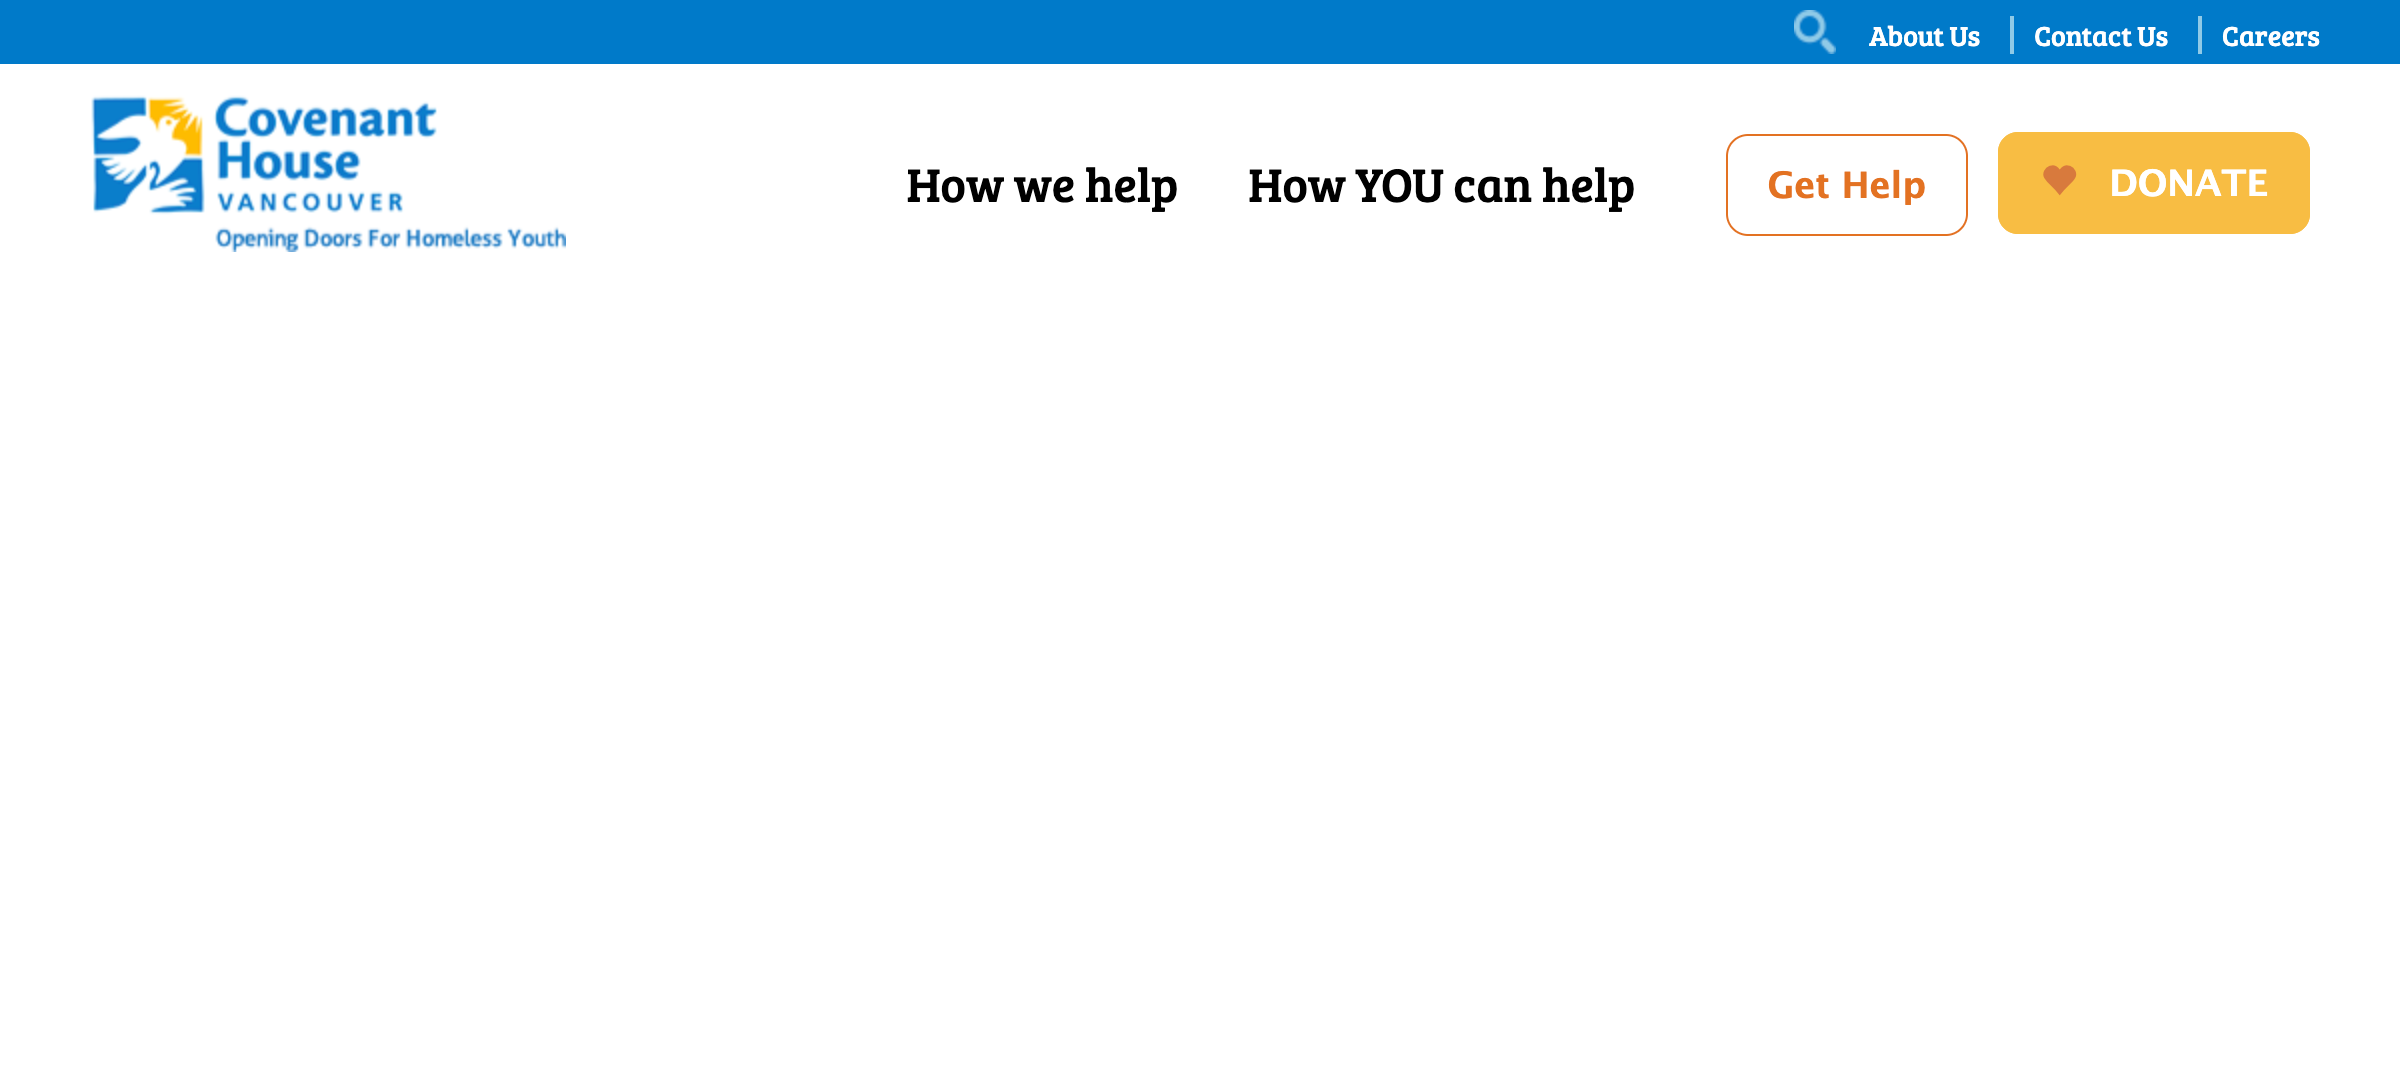 About Us
Contact Us
Careers
Covenant
House
VANCOUVER
Opening Doors For Homeless Youth
How we help
How YOU can help
Get Help
DONATE